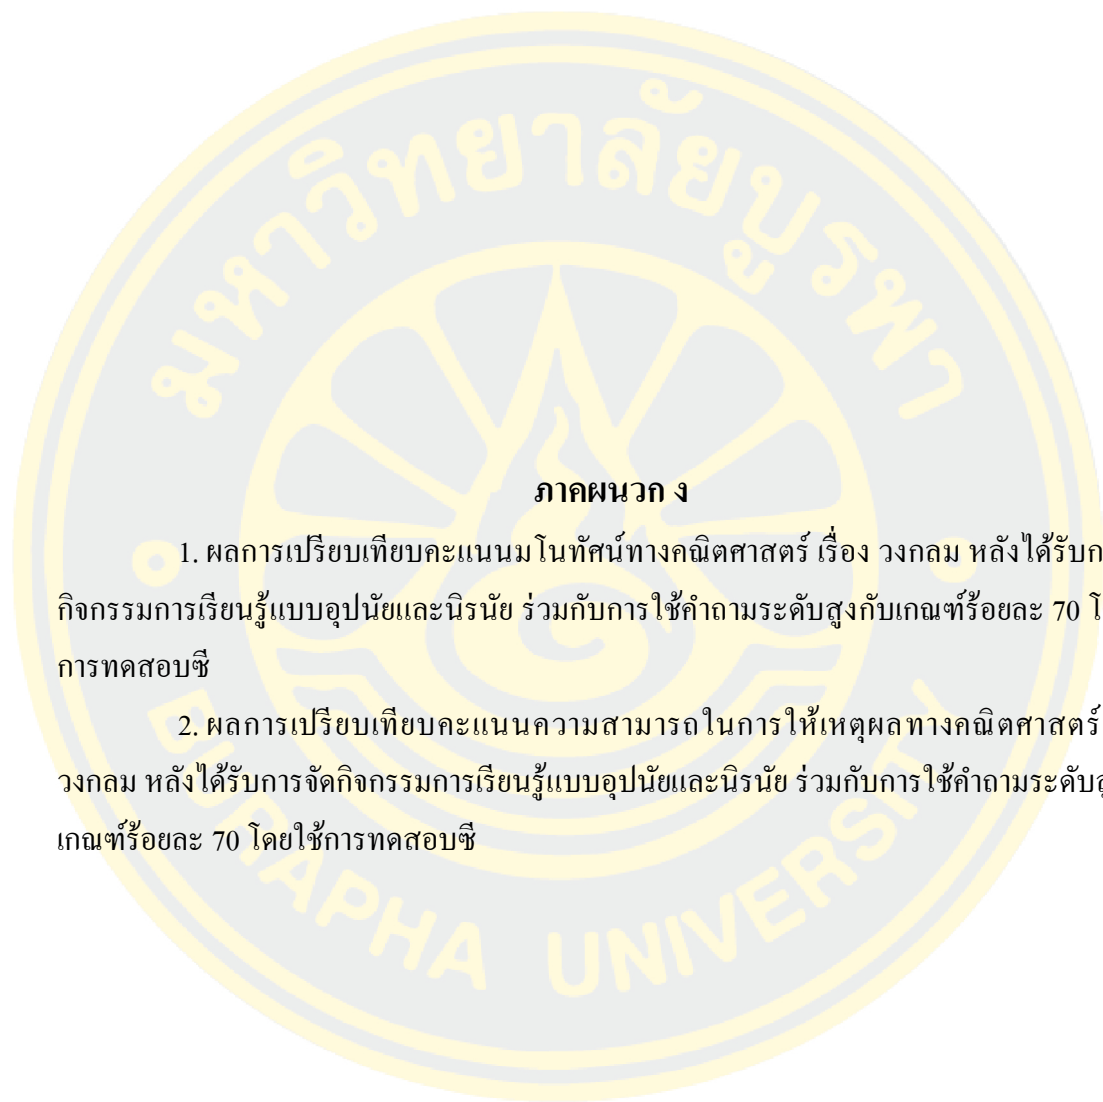 มหาวิทยาลัยบูรพา
ภาคผนวก ง
1. ผลการเปรียบเทียบคะแนนมโนทัศน์ทางคณิตศาสตร์ เรื่อง วงกลม หลังได้รับก
กิจกรรมการเรียนรู้แบบอุปนัยและนิรนัย ร่วมกับการใช้คำถามระดับสูงกับเกณฑ์ร้อยละ 70 โ
การทดสอบซี
2. ผลการเปรียบเทียบคะแนนความสามารถในการให้เหตุผลทางคณิตศาสตร์
วงกลม หลังได้รับการจัดกิจกรรมการเรียนรู้แบบอุปนัยและนิรนัย ร่วมกับการใช้คำถามระดับสู
เกณฑ์ร้อยละ 70 โดยใช้การทดสอบซี
BURAPHA UNIVERSITY